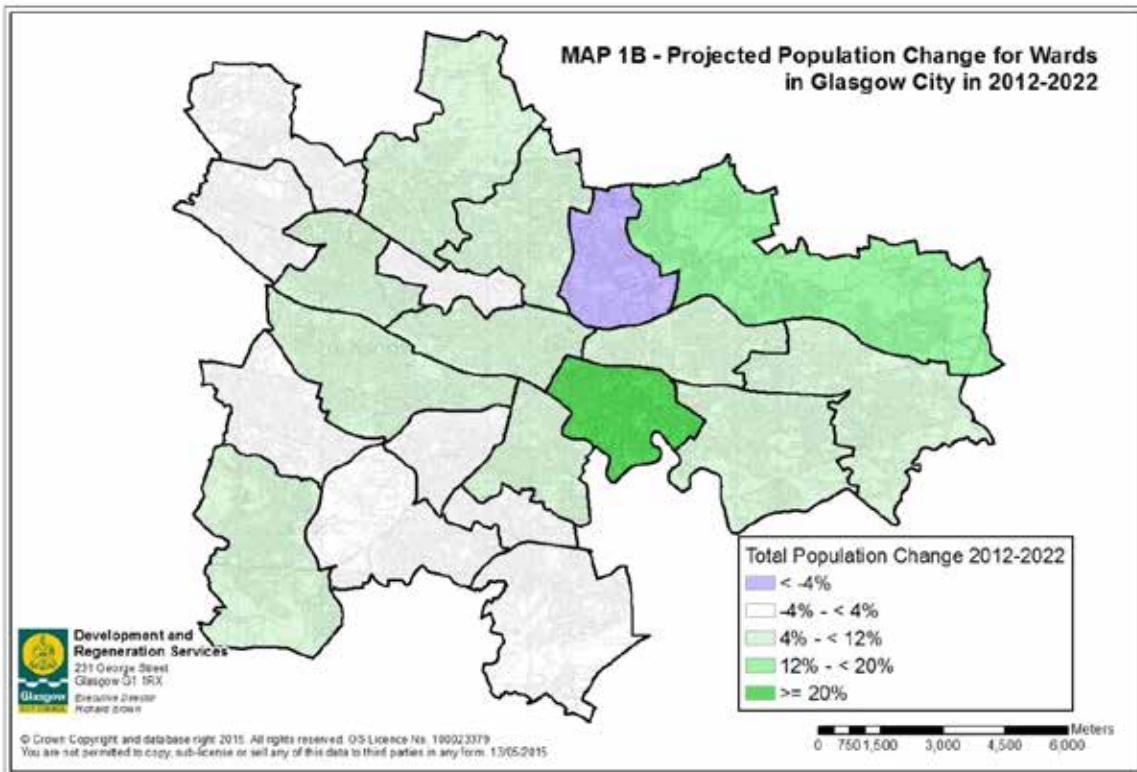 MAP 1B - Projected Population Change for Wards
in Glasgow City in 2012-2022
Total Population Change 2012-2022
< -4%
-4% - < 4%
4% - < 12%
12% - < 20%
>= 20%
Development and
Regeneration Services
231 George Street
Glasgow G1 1RX
Executive Director
Richard Brown
Glasgow
CITY COUNCIL
© Crown Copyright and database right 2015. All rights reserved. OS Licence No. 100023379
You are not permitted to copy, sub-license or sell any of this data to third parties in any form. 13/05/2015
Meters
0 750 1,500 3,000 4,500 6,000